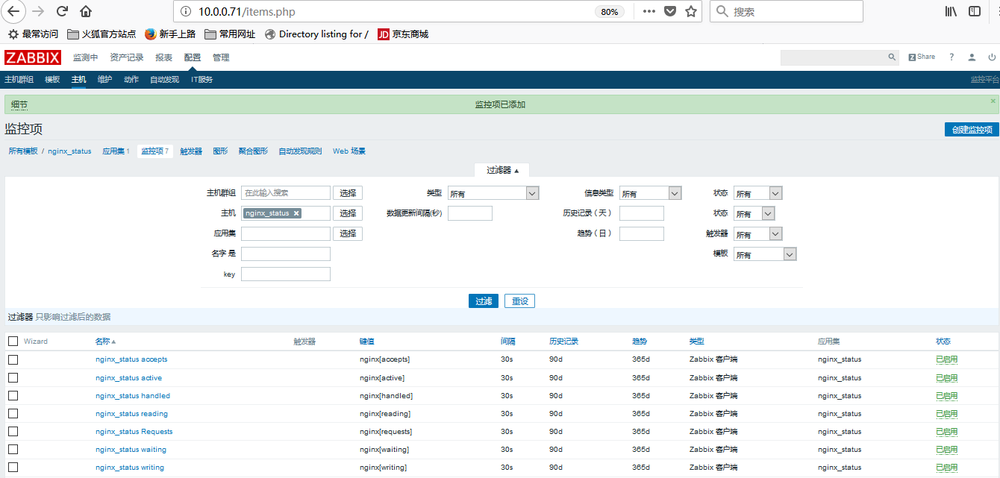 10.0.0.71/items.php 80% 搜索
最常访问 火狐官方站点 新手上路 常用网址 Directory listing for / JD 京东商城
ZABBIX 监测中 资产记录 报表 配置 管理 Z Share ?
主机群组 模板 主机 维护 动作 自动发现 IT服务 监控平台
细节 监控项已添加
监控项 创建监控项
所有模板 / nginx_status 应用集 1 监控项 7 触发器 图形 聚合图形 自动发现规则 Web 场景
过滤器
主机群组 在此输入搜索 选择 类型 所有 信息类型 所有 状态 所有
主机 nginx_status 选择 数据更新间隔(秒) 历史记录（天） 状态 所有
应用集 选择 趋势（日） 触发器 所有
名字 是 模板 所有
key
过滤 重设
过滤器 只影响过滤后的数据
Wizard 名称 触发器 键值 间隔 历史记录 趋势 类型 应用集 状态
nginx_status accepts nginx[accepts] 30s 90d 365d Zabbix 客户端 nginx_status 已启用
nginx_status active nginx[active] 30s 90d 365d Zabbix 客户端 nginx_status 已启用
nginx_status handled nginx[handled] 30s 90d 365d Zabbix 客户端 nginx_status 已启用
nginx_status reading nginx[reading] 30s 90d 365d Zabbix 客户端 nginx_status 已启用
nginx_status Requests nginx[requests] 30s 90d 365d Zabbix 客户端 nginx_status 已启用
nginx_status waiting nginx[waiting] 30s 90d 365d Zabbix 客户端 nginx_status 已启用
nginx_status writing nginx[writing] 30s 90d 365d Zabbix 客户端 nginx_status 已启用